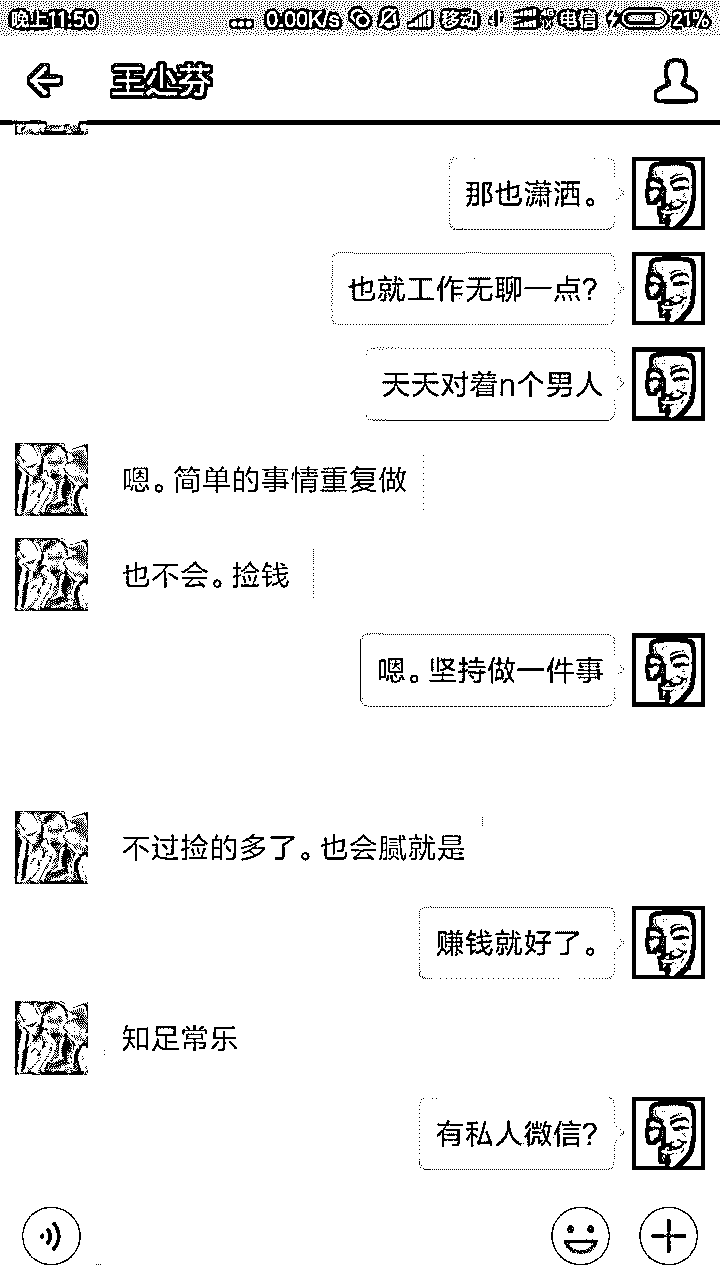 晚上11:50 ... 0.00K/s 移动 电信 21%
王小芬
那也潇洒。
也就工作无聊一点?
天天对着n个男人
嗯。简单的事情重复做
也不会。捡钱
嗯。坚持做一件事
不过捡的多了。也会腻就是
赚钱就好了。
知足常乐
有私人微信?